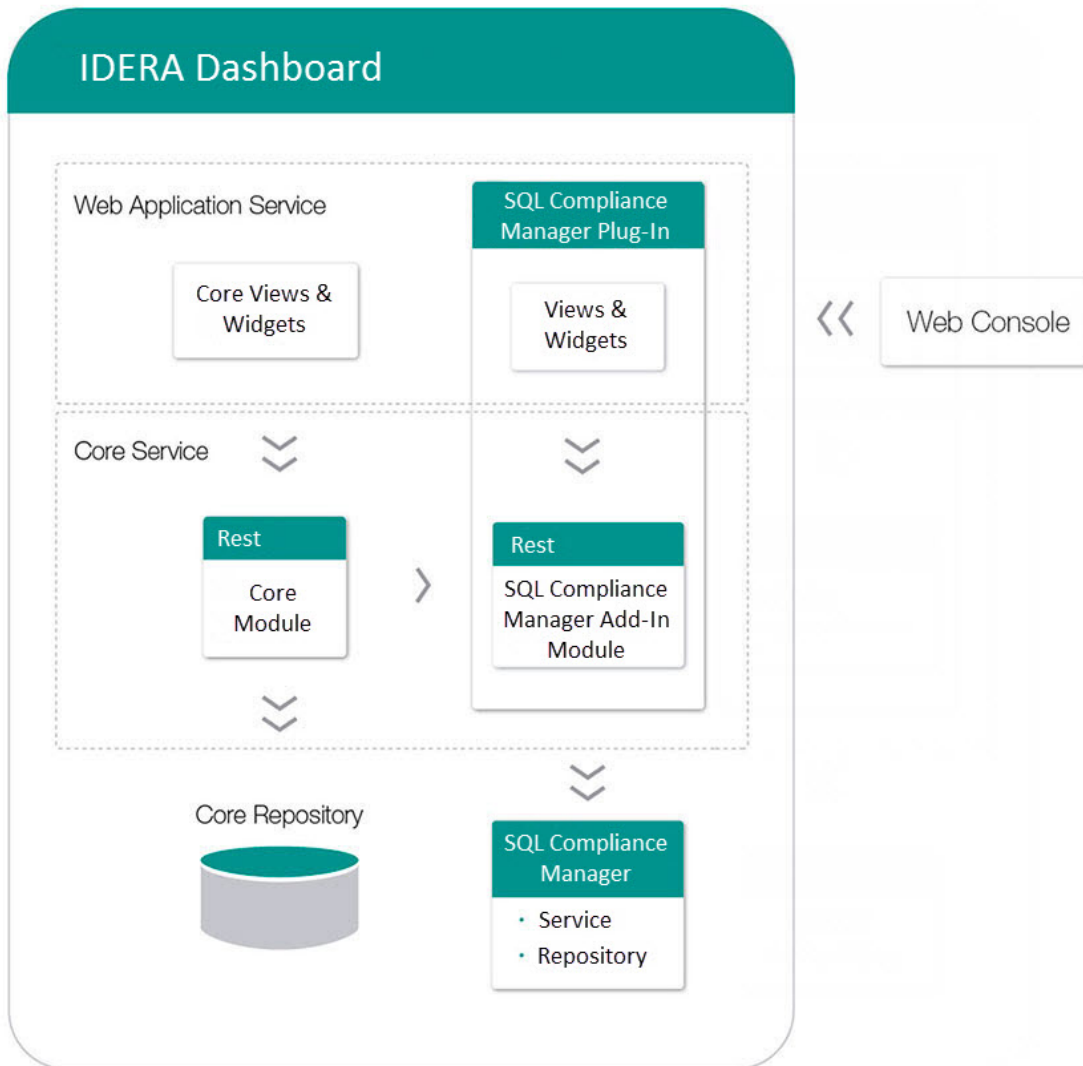 IDERA Dashboard
Web Application Service
SQL Compliance
Manager Plug-In
Core Views &
Widgets
Views &
Widgets
Web Console
Core Service
Rest
Core
Module
Rest
SQL Compliance
Manager Add-In
Module
Core Repository
SQL Compliance
Manager
· Service
· Repository